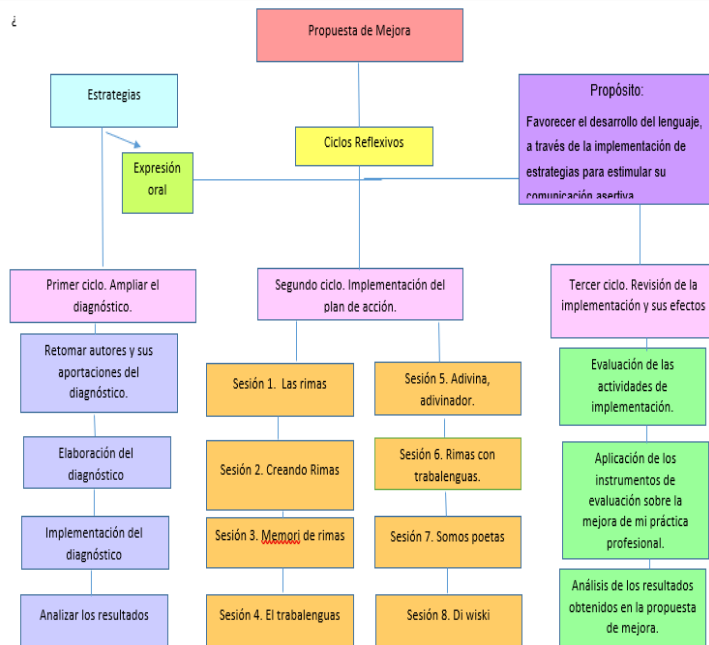 ¿
Propuesta de Mejora
Estrategias
Propósito:
Favorecer el desarrollo del lenguaje,
a través de la implementación de
estrategias para estimular su
comunicación asertiva
Ciclos Reflexivos
Expresión
oral
Primer ciclo. Ampliar el
diagnóstico.
Segundo ciclo. Implementación del
plan de acción.
Tercer ciclo. Revisión de la
implementación y sus efectos
Retomar autores y sus
aportaciones del
diagnóstico.
Elaboración del
diagnóstico
Implementación del
diagnóstico
Analizar los resultados
Sesión 1. Las rimas
Sesión 2. Creando Rimas
Sesión 3. Memori de rimas
Sesión 4. El trabalenguas
Sesión 5. Adivina,
adivinador.
Sesión 6. Rimas con
trabalenguas.
Sesión 7. Somos poetas
Sesión 8. Di wiski
Evaluación de las
actividades de
implementación.
Aplicación de los
instrumentos de
evaluación sobre la
mejora de mi práctica
profesional.
Análisis de los resultados
obtenidos en la propuesta
de mejora.